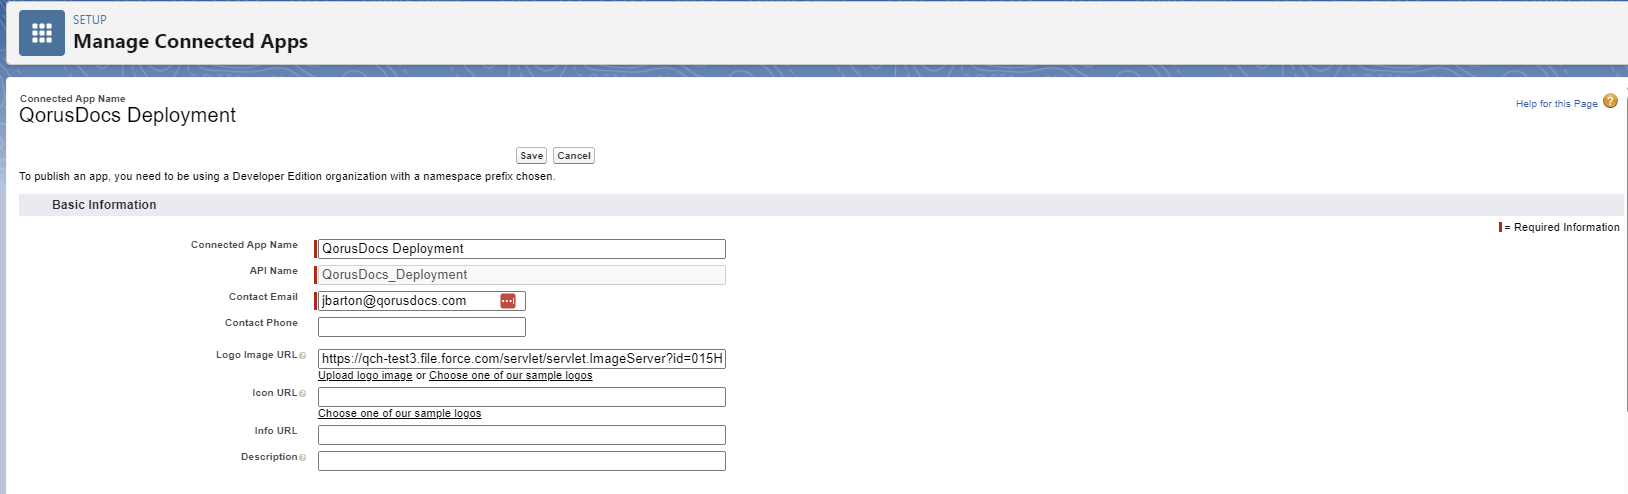 SETUP
Manage Connected Apps
Connected App Name
QorusDocs Deployment
Help for this Page ?
Save Cancel
To publish an app, you need to be using a Developer Edition organization with a namespace prefix chosen.
Basic Information
= Required Information
Connected App Name QorusDocs Deployment
API Name QorusDocs_Deployment
Contact Email jbarton@qorusdocs.com
Contact Phone
Logo Image URL ? https://qch-test3.file.force.com/servlet/servlet.ImageServer?id=015H
Upload logo image or Choose one of our sample logos
Icon URL ?
Choose one of our sample logos
Info URL
Description ?